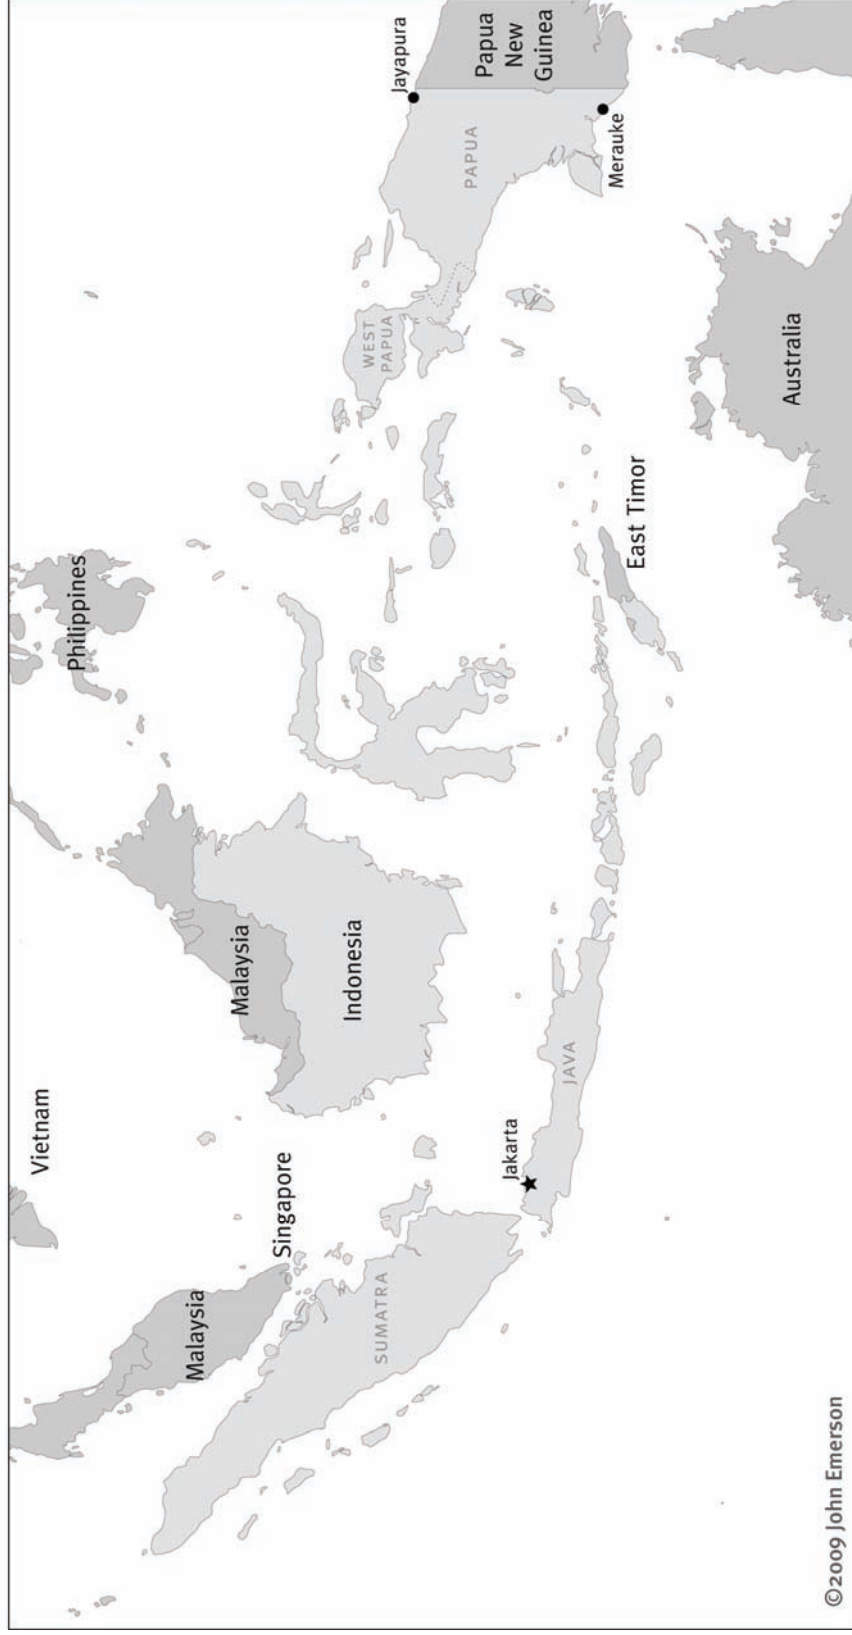 Vietnam
Philippines
Malaysia
Malaysia
Singapore
Indonesia
SUMATRA
Jakarta
JAVA
East Timor
WEST
PAPUA
Jayapura
PAPUA
Papua
New
Guinea
Merauke
Australia
©2009 John Emerson